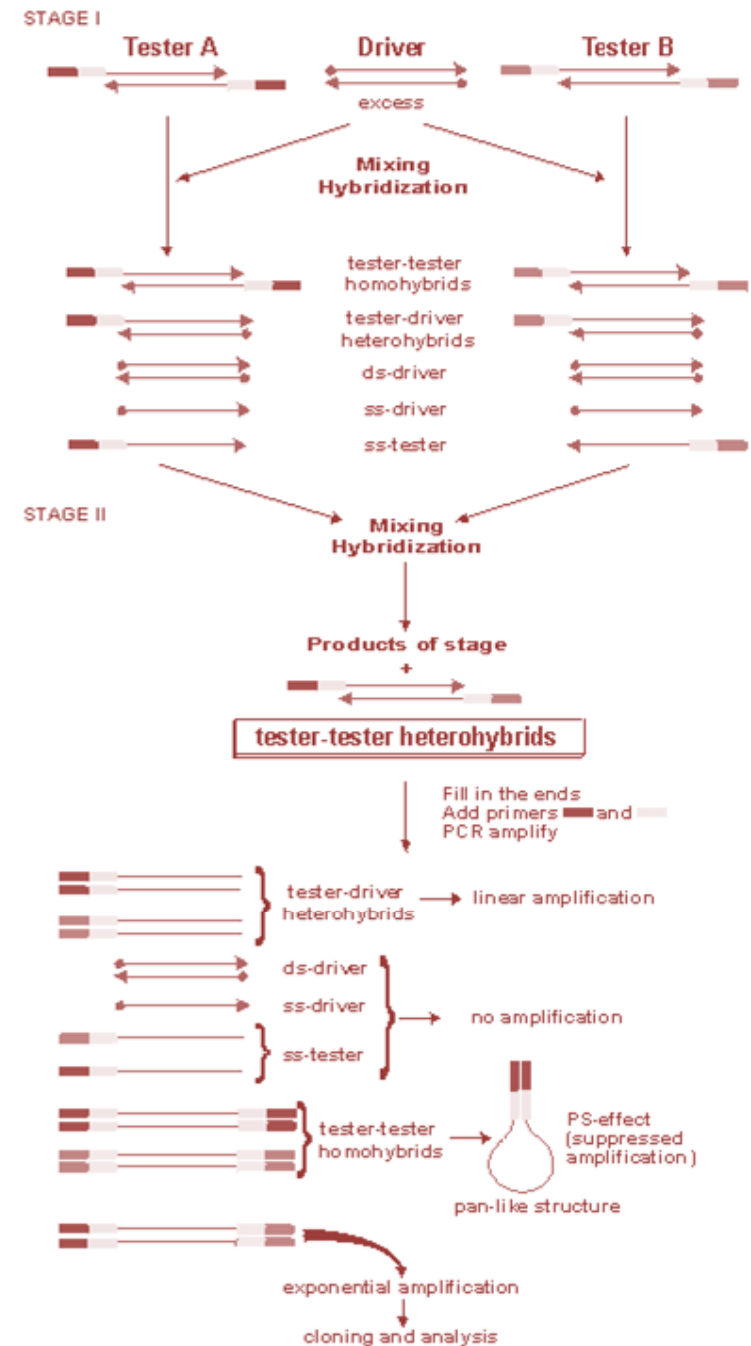 STAGE I
Tester A Driver Tester B
excess
Mixing
Hybridization
tester-tester
homohybrids
tester-driver
heterohybrids
ds-driver
ss-driver
ss-tester
STAGE II
Mixing
Hybridization
Products of stage
+
tester-tester heterohybrids
Fill in the ends
Add primers and
PCR amplify
tester-driver
heterohybrids
linear amplification
ds-driver
ss-driver
no amplification
ss-tester
tester-tester
homohybrids
PS-effect
(suppressed
amplification)
pan-like structure
exponential amplification
cloning and analysis